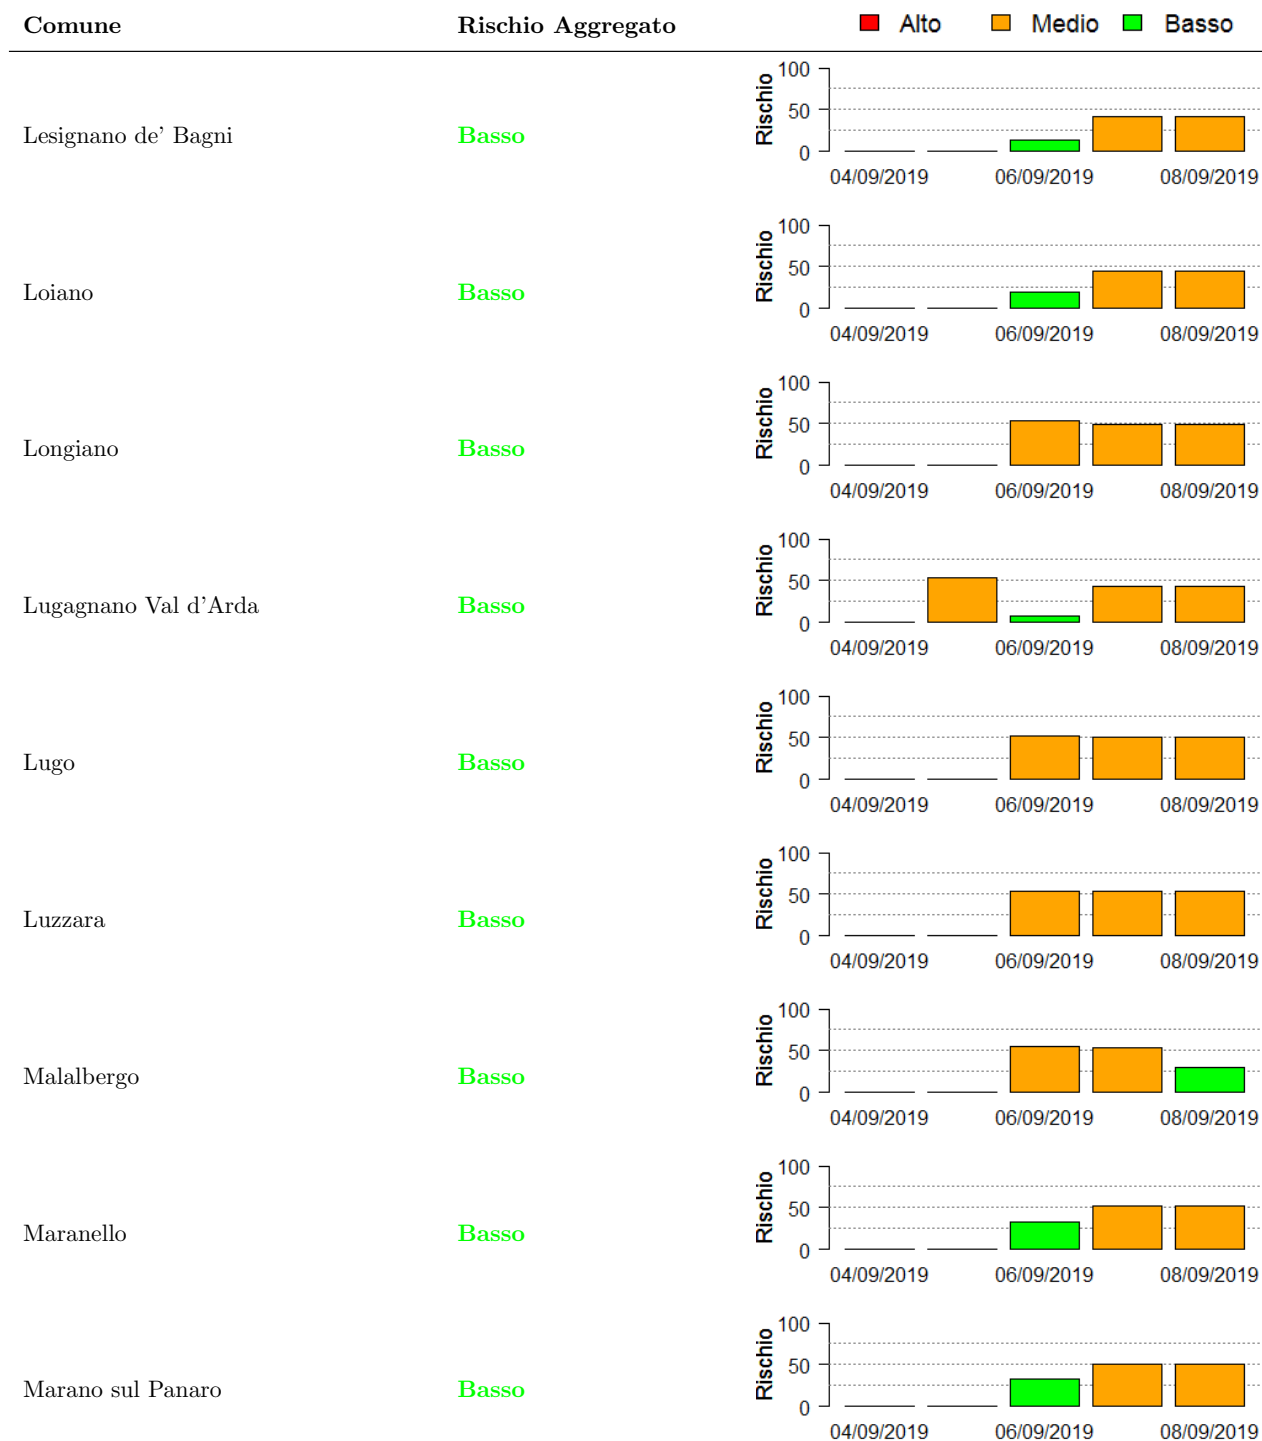 Comune Rischio Aggregato Alto Medio Basso
Lesignano de' Bagni Basso Rischio 100 50 0
04/09/2019 06/09/2019 08/09/2019
Loiano Basso Rischio 100 50 0
04/09/2019 06/09/2019 08/09/2019
Longiano Basso Rischio 100 50 0
04/09/2019 06/09/2019 08/09/2019
Lugagnano Val d'Arda Basso Rischio 100 50 0
04/09/2019 06/09/2019 08/09/2019
Lugo Basso Rischio 100 50 0
04/09/2019 06/09/2019 08/09/2019
Luzzara Basso Rischio 100 50 0
04/09/2019 06/09/2019 08/09/2019
Malalbergo Basso Rischio 100 50 0
04/09/2019 06/09/2019 08/09/2019
Maranello Basso Rischio 100 50 0
04/09/2019 06/09/2019 08/09/2019
Marano sul Panaro Basso Rischio 100 50 0
04/09/2019 06/09/2019 08/09/2019